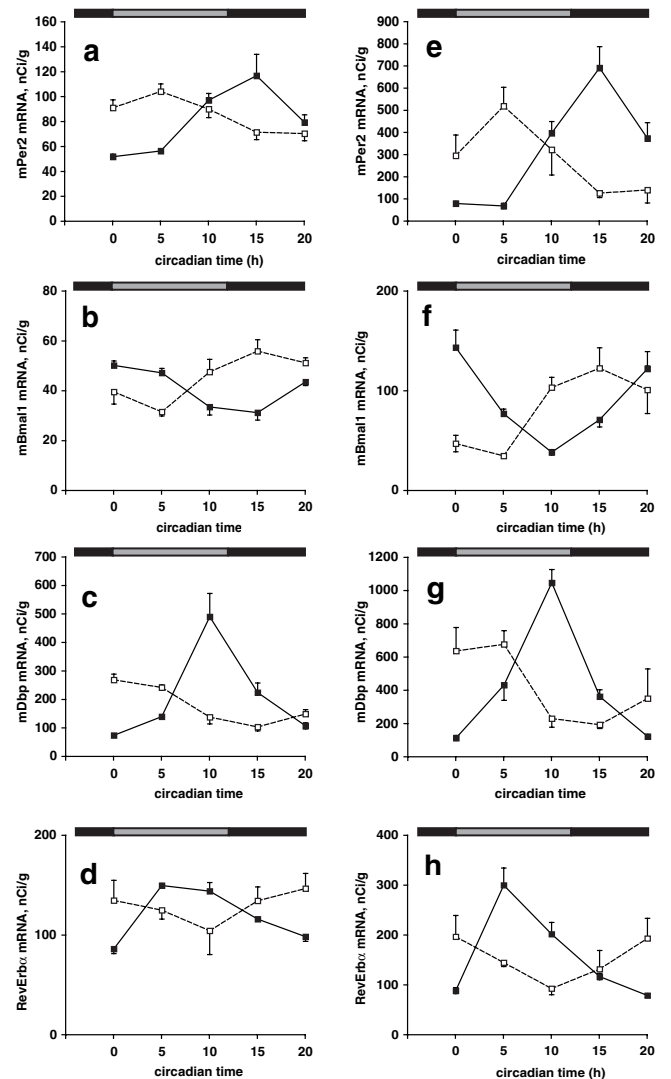 a
mPer2 mRNA, nCi/g
160
140
120
100
80
60
40
20
0
0 5 10 15 20
circadian time (h)
e
mPer2 mRNA, nCi/g
900
800
700
600
500
400
300
200
100
0
0 5 10 15 20
circadian time
b
mBmal1 mRNA, nCi/g
80
60
40
20
0
0 5 10 15 20
circadian time
f
mBmal1 mRNA, nCi/g
200
100
0
0 5 10 15 20
circadian time (h)
c
mDbp mRNA, nCi/g
700
600
500
400
300
200
100
0
0 5 10 15 20
circadian time
g
mDbp mRNA, nCi/g
1200
1000
800
600
400
200
0
0 5 10 15 20
circadian time
d
RevErbα mRNA, nCi/g
200
100
0
0 5 10 15 20
circadian time
h
RevErbα mRNA, nCi/g
400
300
200
100
0
0 5 10 15 20
circadian time (h)